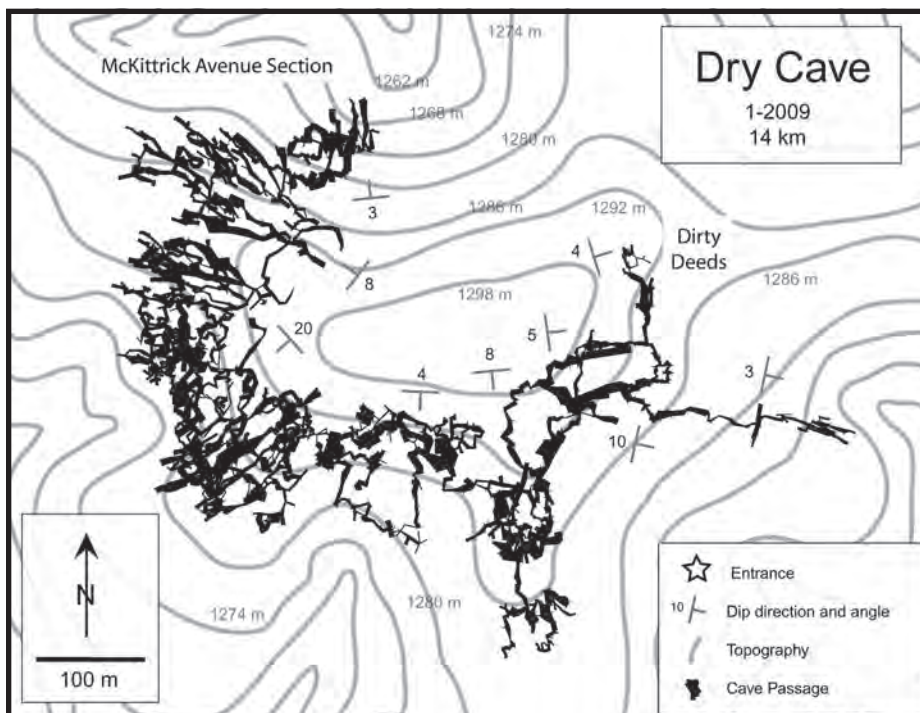 McKittrick Avenue Section
1274 m
Dry Cave
1-2009
14 km
1262 m
1268 m
1280 m
3
1286 m
1292 m
4
Dirty
Deeds
8
1286 m
1298 m
20
5
8
3
4
10
N
100 m
1274 m
1280 m
Entrance
10
Dip direction and angle
Topography
Cave Passage